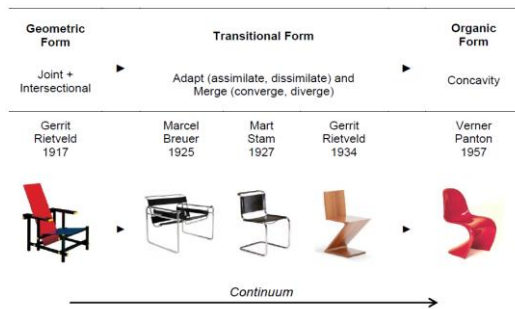 Geometric
Form
Transitional Form
Organic
Form
Joint +
Intersectional
Adapt (assimilate, dissimilate) and
Merge (converge, diverge)
Concavity
Gerrit
Rietveld
1917
Marcel
Breuer
1925
Mart
Stam
1927
Gerrit
Rietveld
1934
Verner
Panton
1957
Continuum